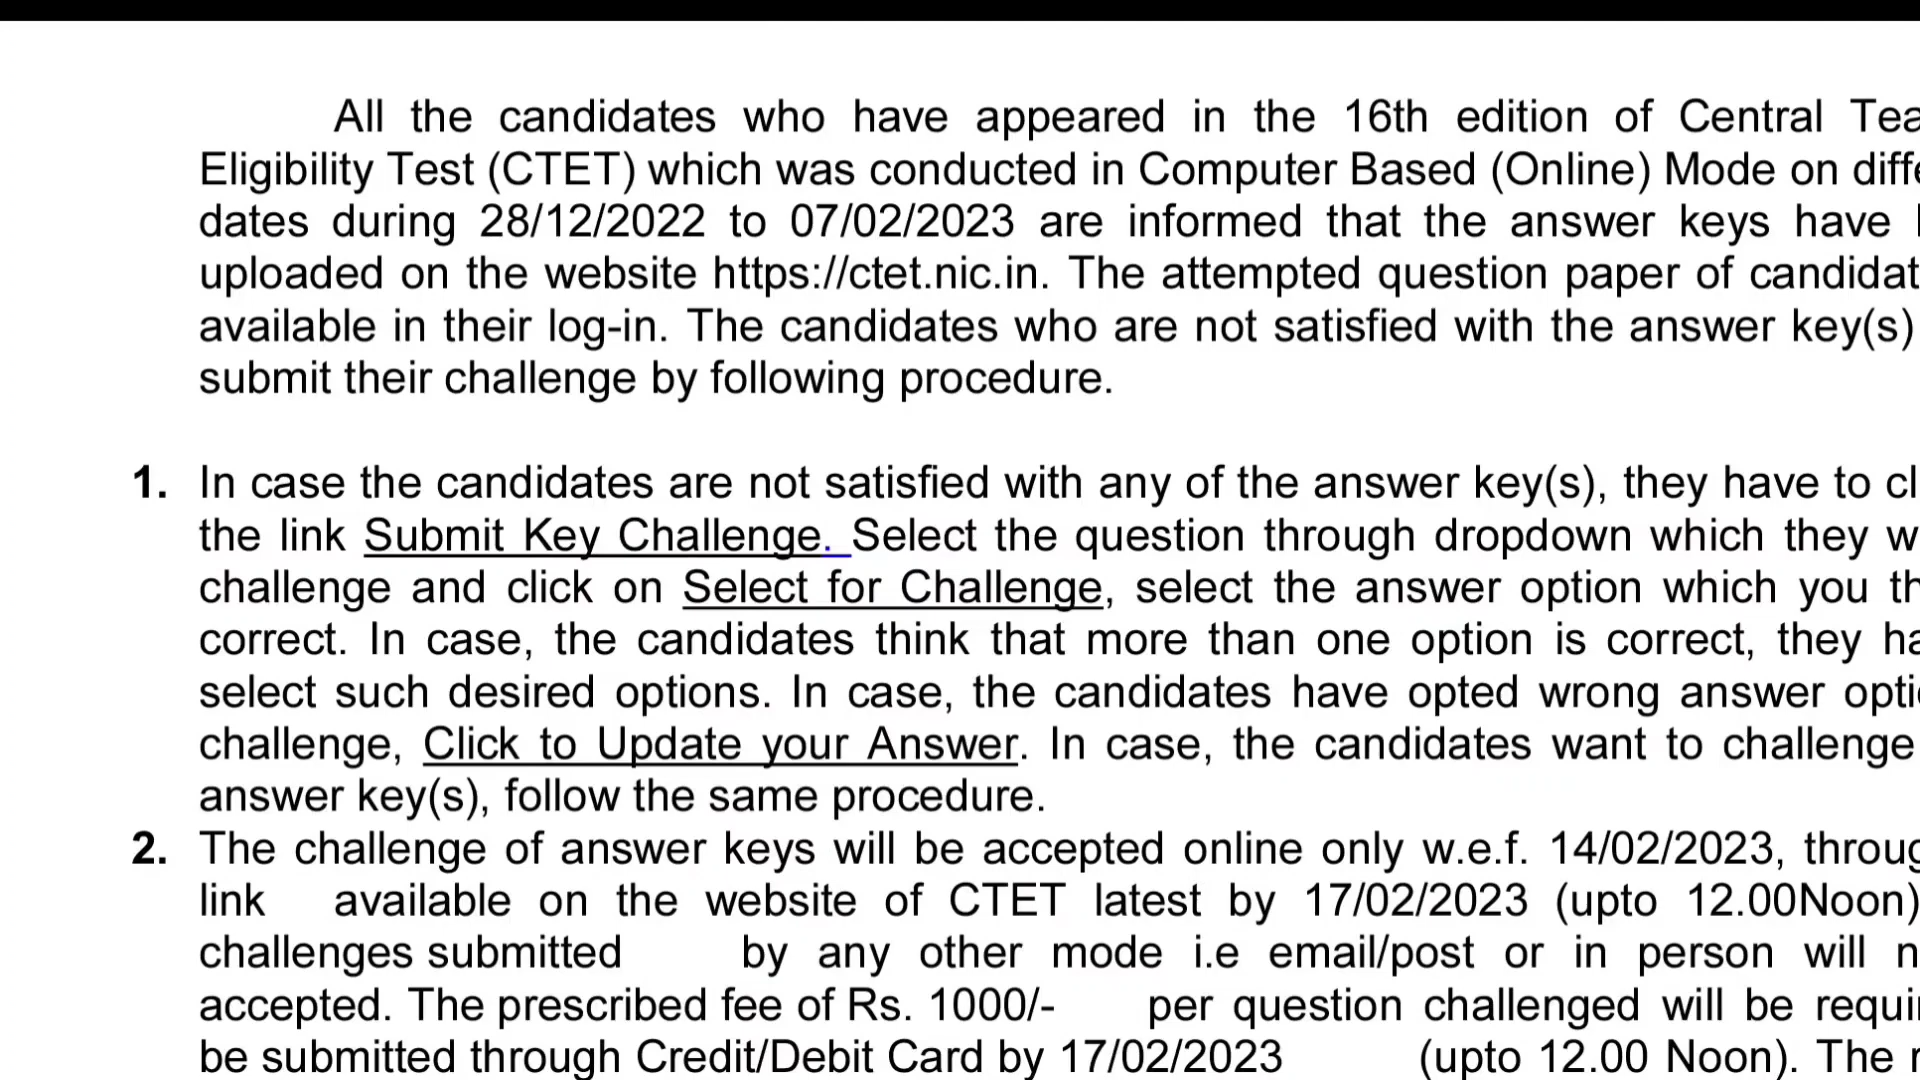 All the candidates who have appeared in the 16th edition of Central
Eligibility Test (CTET) which was conducted in Computer Based (Online) Mode on
dates during 28/12/2022 to 07/02/2023 are informed that the answer keys have
uploaded on the website https://ctet.nic.in. The attempted question paper of
available in their log-in. The candidates who are not satisfied with the answer key(s)
submit their challenge by following procedure.
1. In case the candidates are not satisfied with any of the answer key(s), they have to
the link Submit Key Challenge. Select the question through dropdown which they
challenge and click on Select for Challenge, select the answer option which you
correct. In case, the candidates think that more than one option is correct, they
select such desired options. In case, the candidates have opted wrong answer
challenge, Click to Update your Answer. In case, the candidates want to challenge
answer key(s), follow the same procedure.
2. The challenge of answer keys will be accepted online only w.e.f. 14/02/2023,
link available on the website of CTET latest by 17/02/2023 (upto 12.00Noon)
challenges submitted by any other mode i.e email/post or in person will
accepted. The prescribed fee of Rs. 1000/- per question challenged will be
be submitted through Credit/Debit Card by 17/02/2023 (upto 12.00 Noon). The